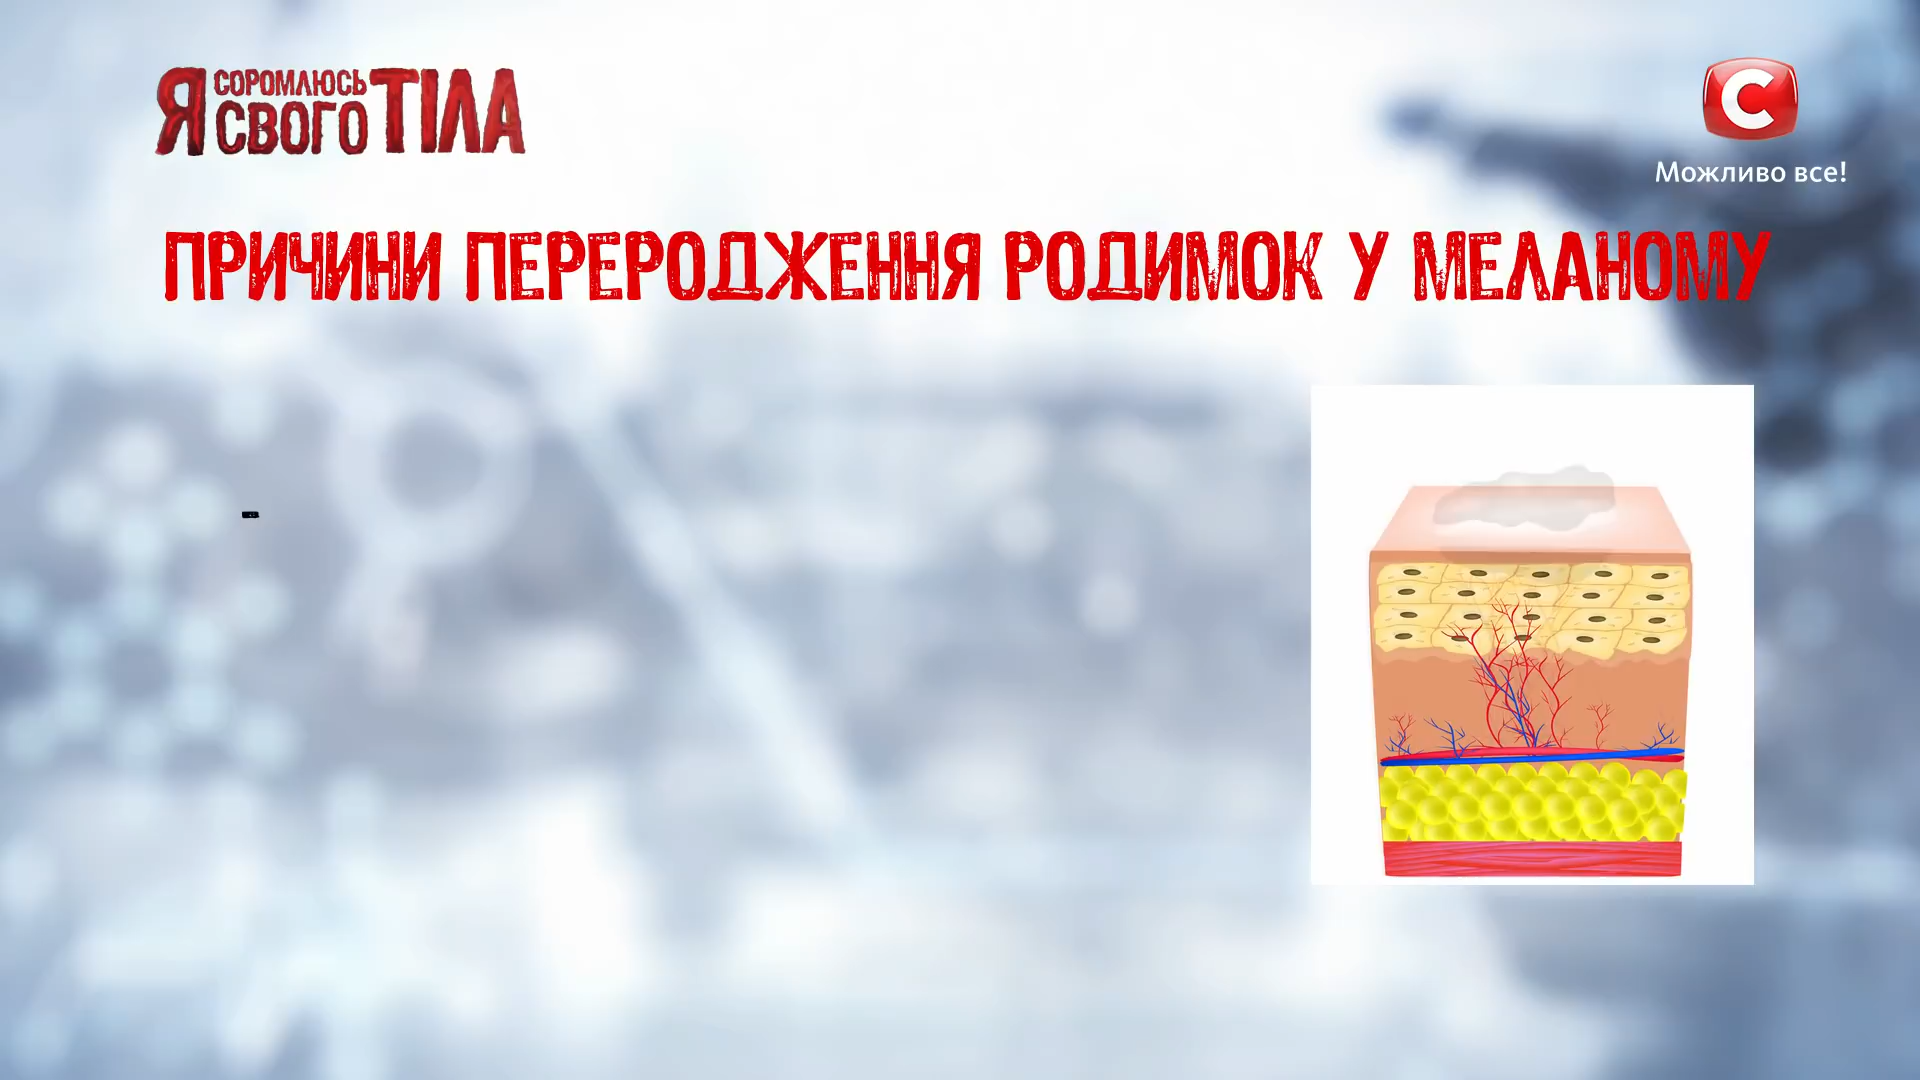 Я СОРОМЛЮСЬ СВОГО ТІЛА
С
Можливо все!
ПРИЧИНИ ПЕРЕРОДЖЕННЯ РОДИМОК У МЕЛАНОМУ
-